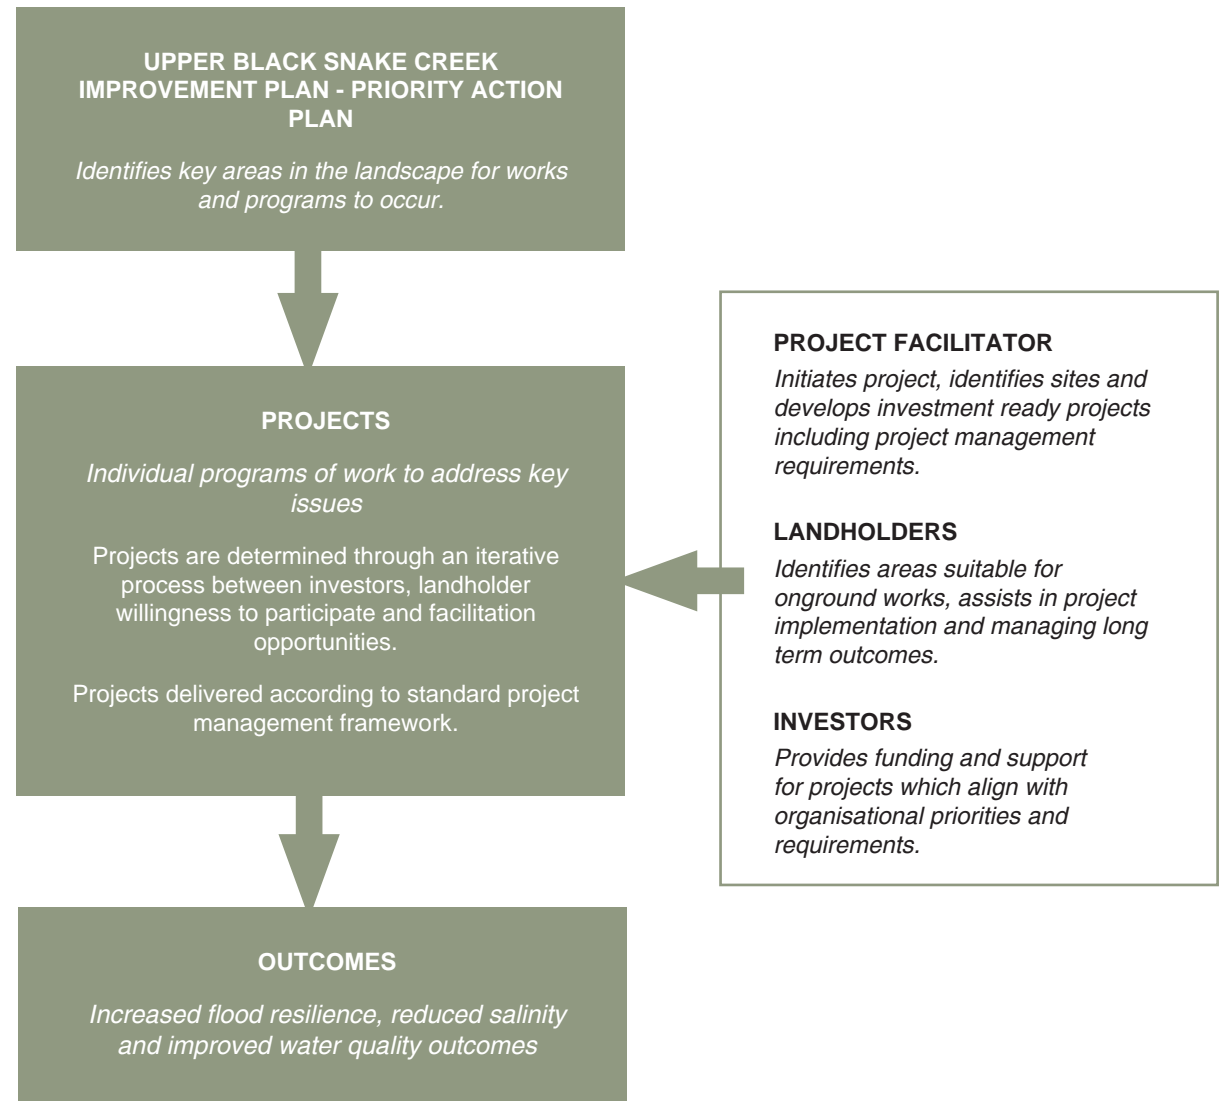 UPPER BLACK SNAKE CREEK
IMPROVEMENT PLAN - PRIORITY ACTION
PLAN
Identifies key areas in the landscape for works
and programs to occur.
PROJECTS
Individual programs of work to address key
issues
Projects are determined through an iterative
process between investors, landholder
willingness to participate and facilitation
opportunities.
Projects delivered according to standard project
management framework.
PROJECT FACILITATOR
Initiates project, identifies sites and
develops investment ready projects
including project management
requirements.
LANDHOLDERS
Identifies areas suitable for
onground works, assists in project
implementation and managing long
term outcomes.
INVESTORS
Provides funding and support
for projects which align with
organisational priorities and
requirements.
OUTCOMES
Increased flood resilience, reduced salinity
and improved water quality outcomes